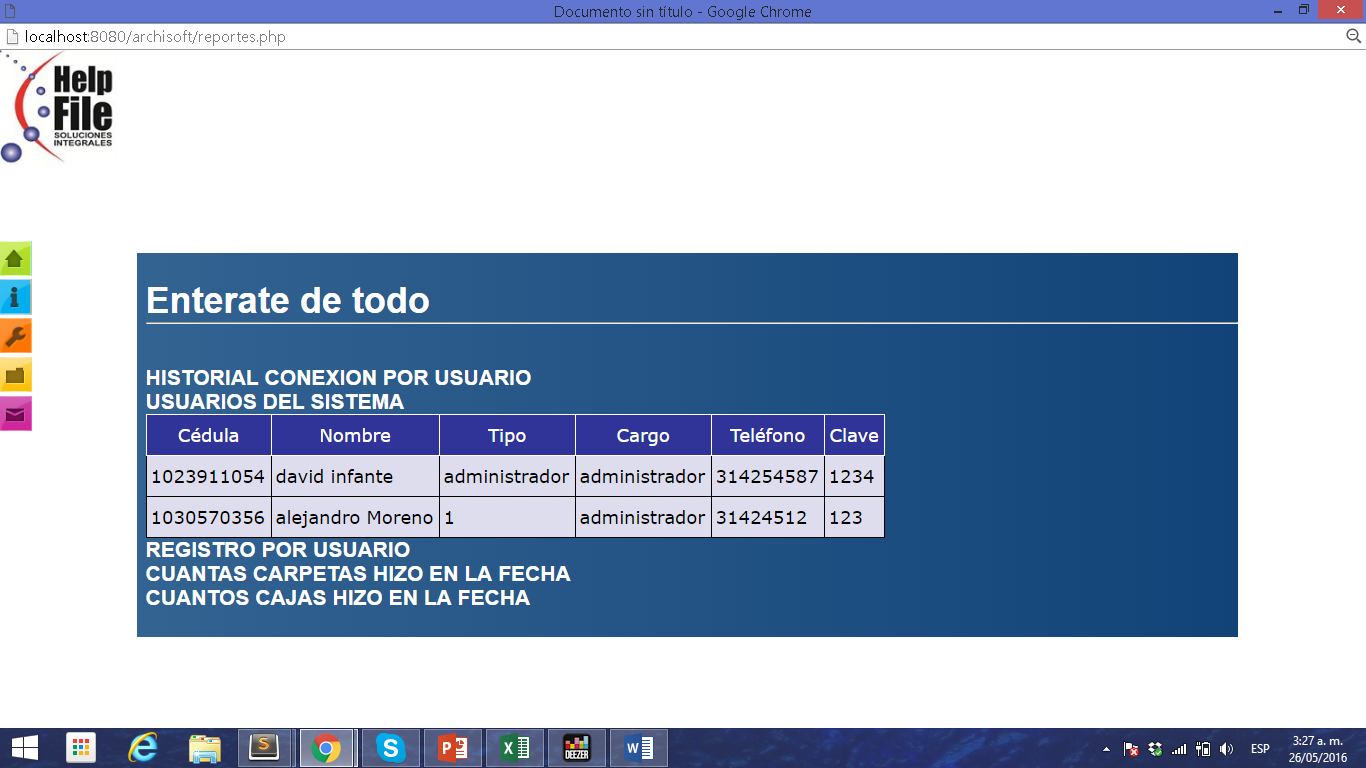 Documento sin título - Google Chrome
localhost:8080/archisoft/reportes.php
Help
File
SOLUCIONES
INTEGRALES
Enterate de todo
HISTORIAL CONEXION POR USUARIO
USUARIOS DEL SISTEMA
Cédula Nombre Tipo Cargo Teléfono Clave
1023911054 david infante administrador administrador 314254587 1234
1030570356 alejandro Moreno 1 administrador 31424512 123
REGISTRO POR USUARIO
CUANTAS CARPETAS HIZO EN LA FECHA
CUANTOS CAJAS HIZO EN LA FECHA
DEEZER
ESP
3:27 a. m.
26/05/2016